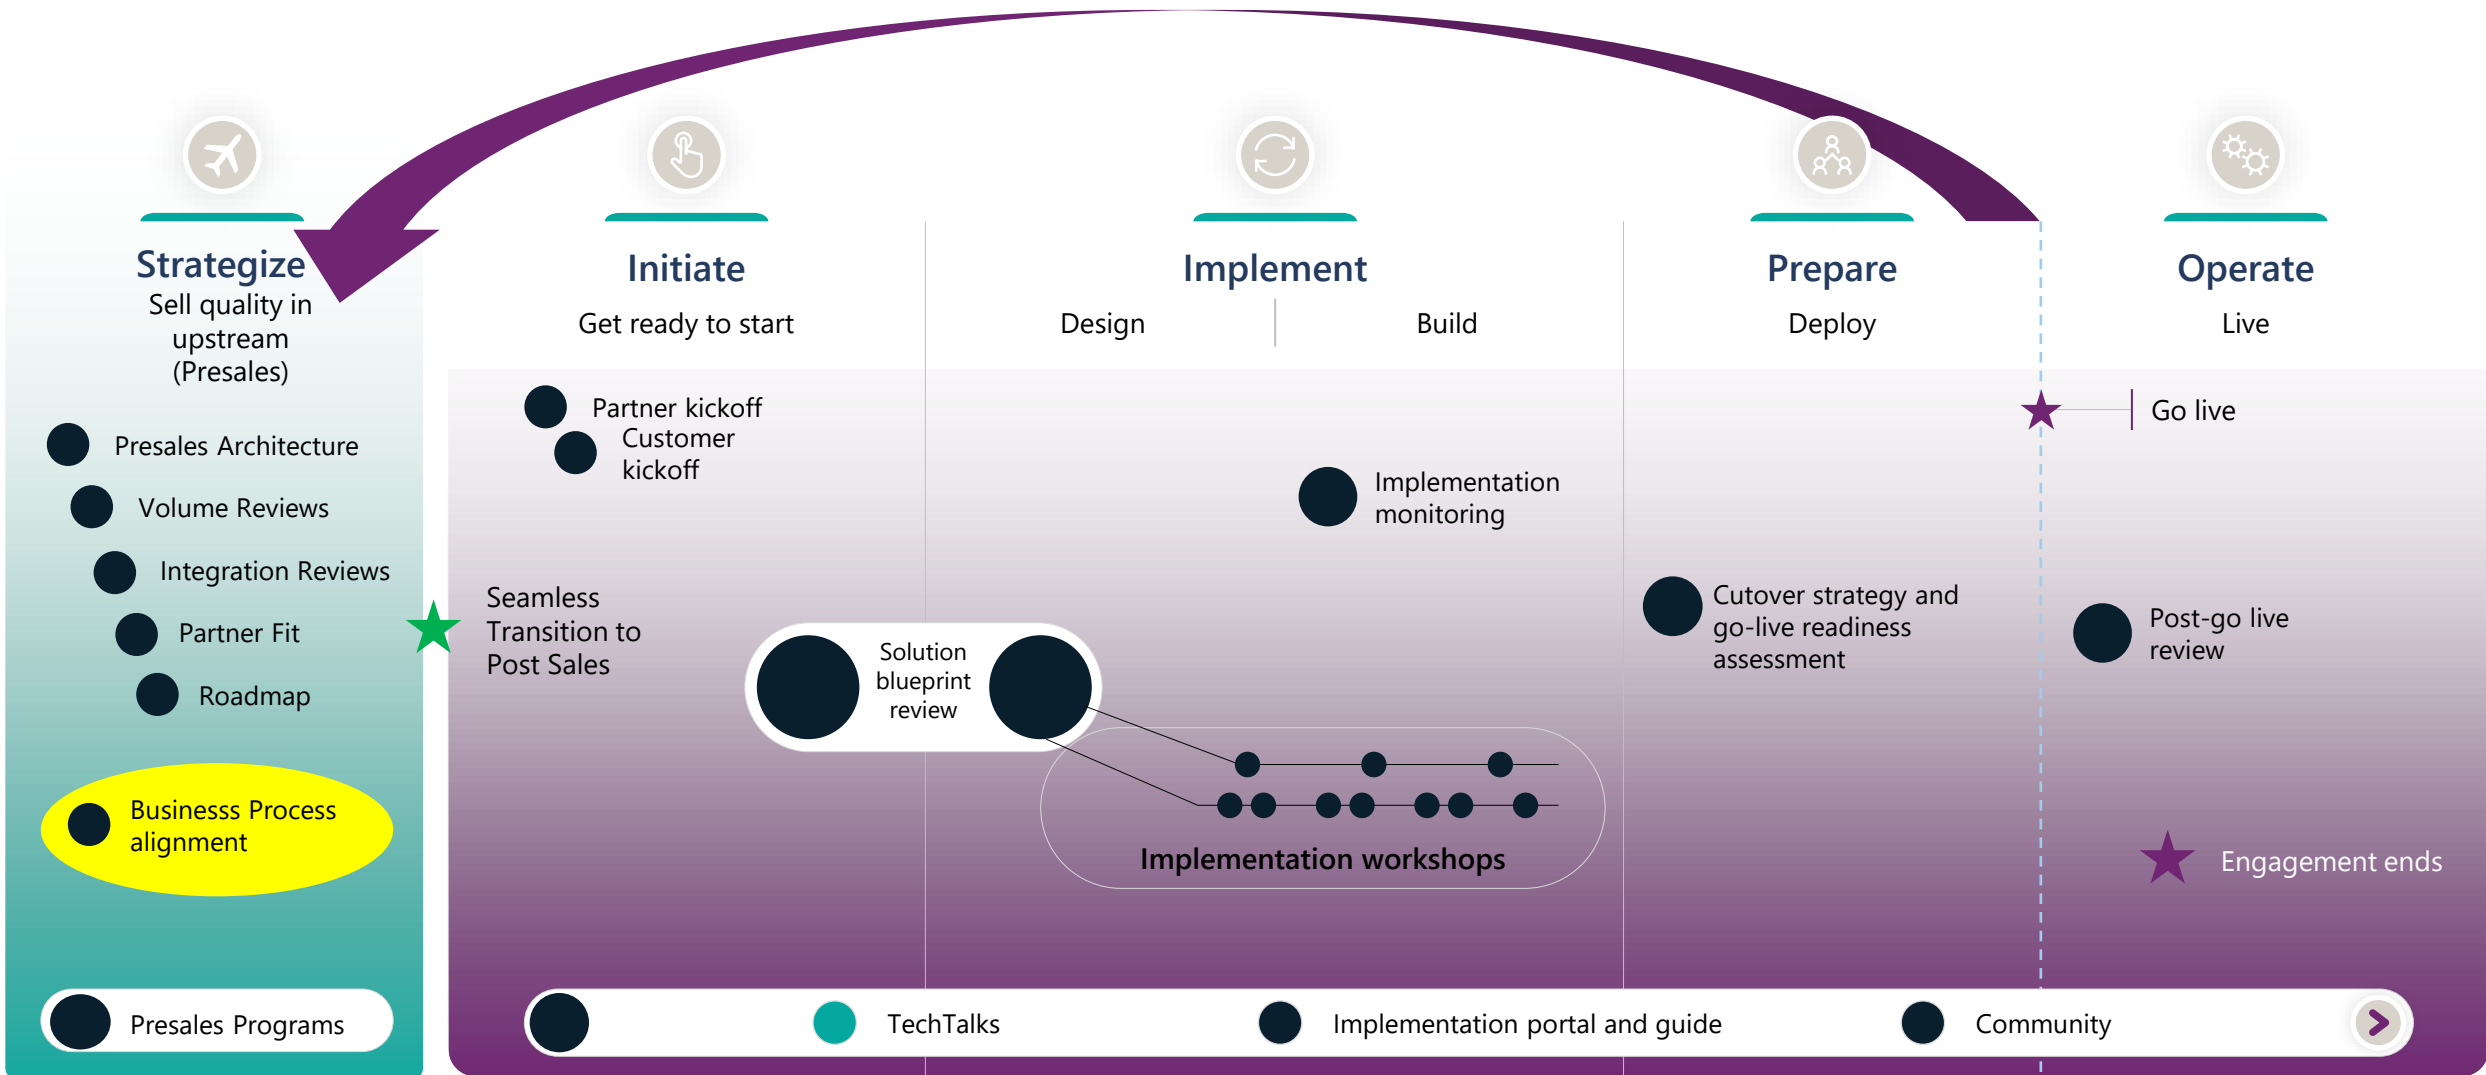 Strategize
Sell quality in
upstream
(Presales)
Presales Architecture
Volume Reviews
Integration Reviews
Partner Fit
Roadmap
Businesss Process
alignment
Presales Programs
Initiate
Get ready to start
Partner kickoff
Customer
kickoff
Seamless
Transition to
Post Sales
Solution
blueprint
review
Implement
Design
Build
Implementation
monitoring
Implementation workshops
Prepare
Deploy
Cutover strategy and
go-live readiness
assessment
Operate
Live
Go live
Post-go live
review
Engagement ends
TechTalks
Implementation portal and guide
Community